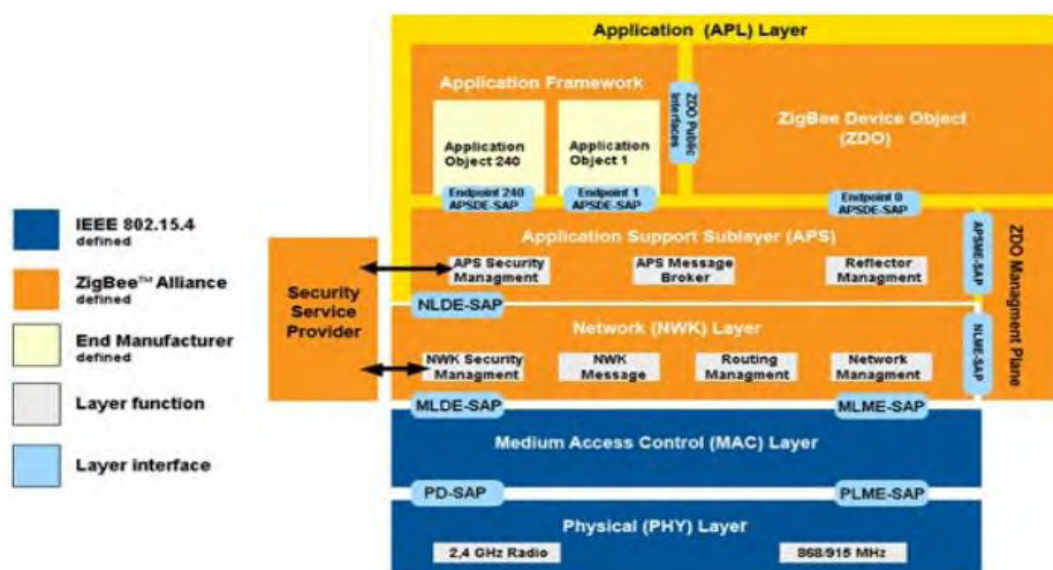 Application (APL) Layer
Application Framework
ZDO Public
Interfaces
ZigBee Device Object
(ZDO)
Application
Object 240
Application
Object 1
Endpoint 240
APSDE-SAP
Endpoint 1
APSDE-SAP
Endpoint 0
APSDE-SAP
IEEE 802.15.4
defined
ZigBee™ Alliance
defined
End Manufacturer
defined
Layer function
Layer interface
Security
Service
Provider
Application Support Sublayer (APS)
APS Security
Managment
APS Message
Broker
Reflector
Managment
APSME-SAP
ZDO Managment Plane
NLDE-SAP
Network (NWK) Layer
NWK Security
Managment
NWK
Message
Routing
Managment
Network
Managment
NLME-SAP
MLDE-SAP
MLME-SAP
Medium Access Control (MAC) Layer
PD-SAP
PLME-SAP
Physical (PHY) Layer
2,4 GHz Radio
868/915 MHz